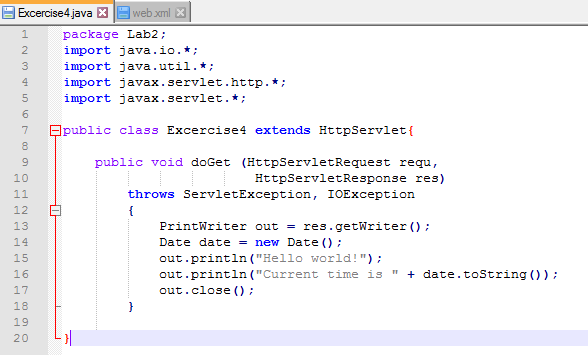 Excercise4.java web.xml
1 package Lab2;
2 import java.io.*;
3 import java.util.*;
4 import javax.servlet.http.*;
5 import javax.servlet.*;
6
7 public class Excercise4 extends HttpServlet{
8
9 public void doGet (HttpServletRequest requ,
10 HttpServletResponse res)
11 throws ServletException, IOException
12 {
13 PrintWriter out = res.getWriter();
14 Date date = new Date();
15 out.println("Hello world!");
16 out.println("Current time is " + date.toString());
17 out.close();
18 }
19
20 }